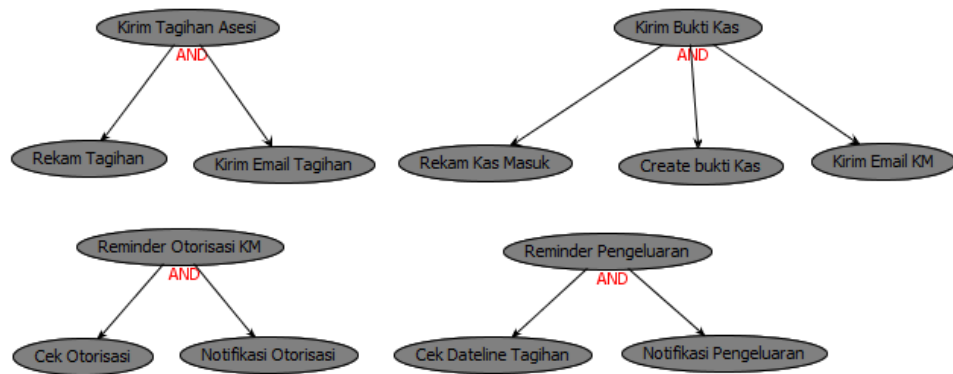 Kirim Tagihan Asesi
AND
Rekam Tagihan
Kirim Email Tagihan
Kirim Bukti Kas
AND
Rekam Kas Masuk
Create bukti Kas
Kirim Email KM
Reminder Otorisasi KM
AND
Cek Otorisasi
Notifikasi Otorisasi
Reminder Pengeluaran
AND
Cek Dateline Tagihan
Notifikasi Pengeluaran